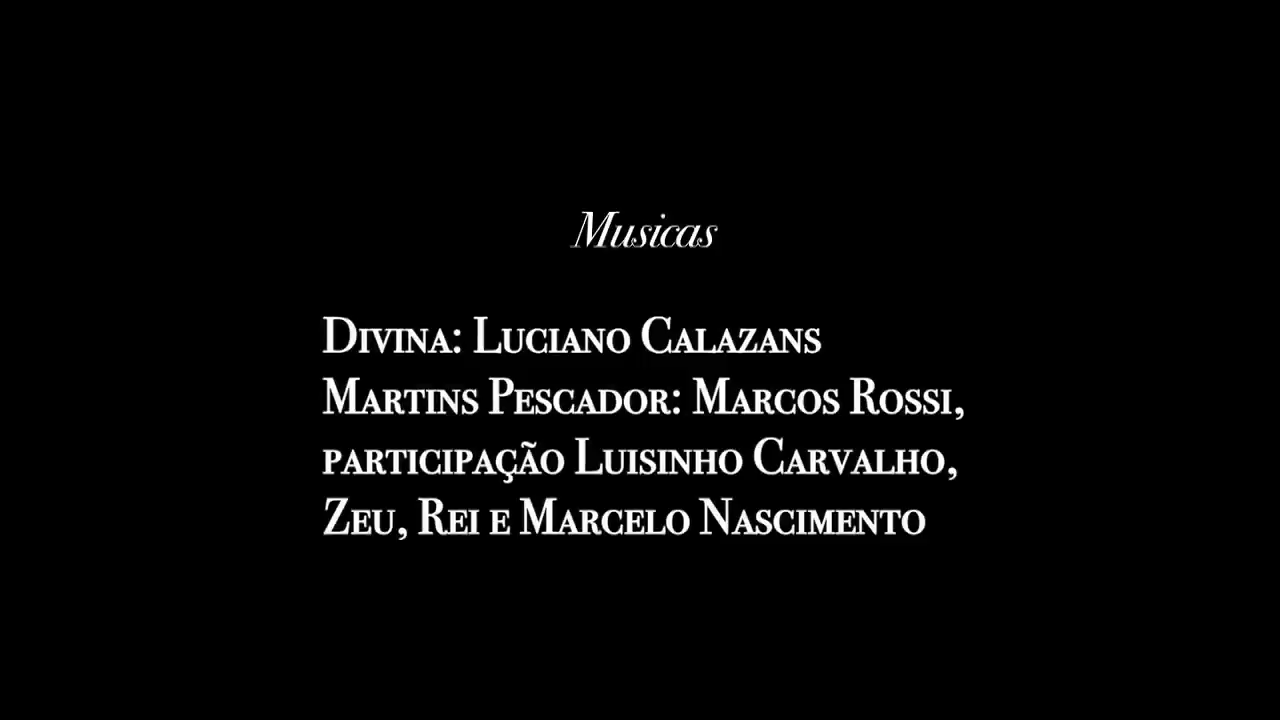 Musicas
Divina: Luciano Calazans
Martins Pescador: Marcos Rossi,
participação Luisinho Carvalho,
Zeu, Rei e Marcelo Nascimento